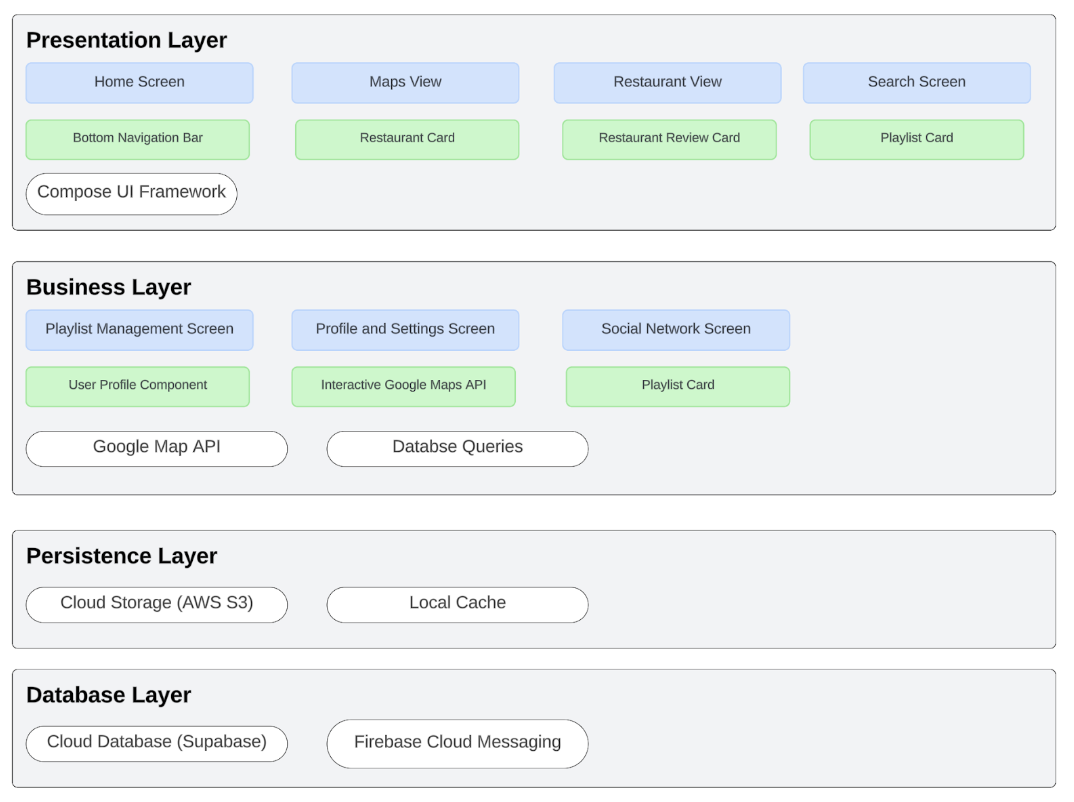 Presentation Layer
Home Screen
Maps View
Restaurant View
Search Screen
Bottom Navigation Bar
Restaurant Card
Restaurant Review Card
Playlist Card
Compose UI Framework
Business Layer
Playlist Management Screen
Profile and Settings Screen
Social Network Screen
User Profile Component
Interactive Google Maps API
Playlist Card
Google Map API
Databse Queries
Persistence Layer
Cloud Storage (AWS S3)
Local Cache
Database Layer
Cloud Database (Supabase)
Firebase Cloud Messaging